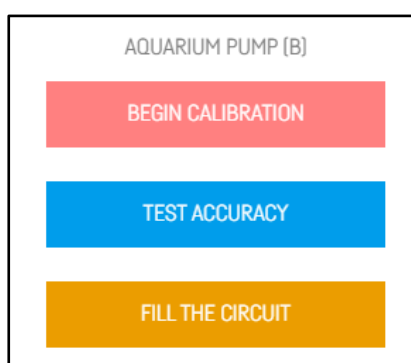 AQUARIUM PUMP (B)
BEGIN CALIBRATION
TEST ACCURACY
FILL THE CIRCUIT